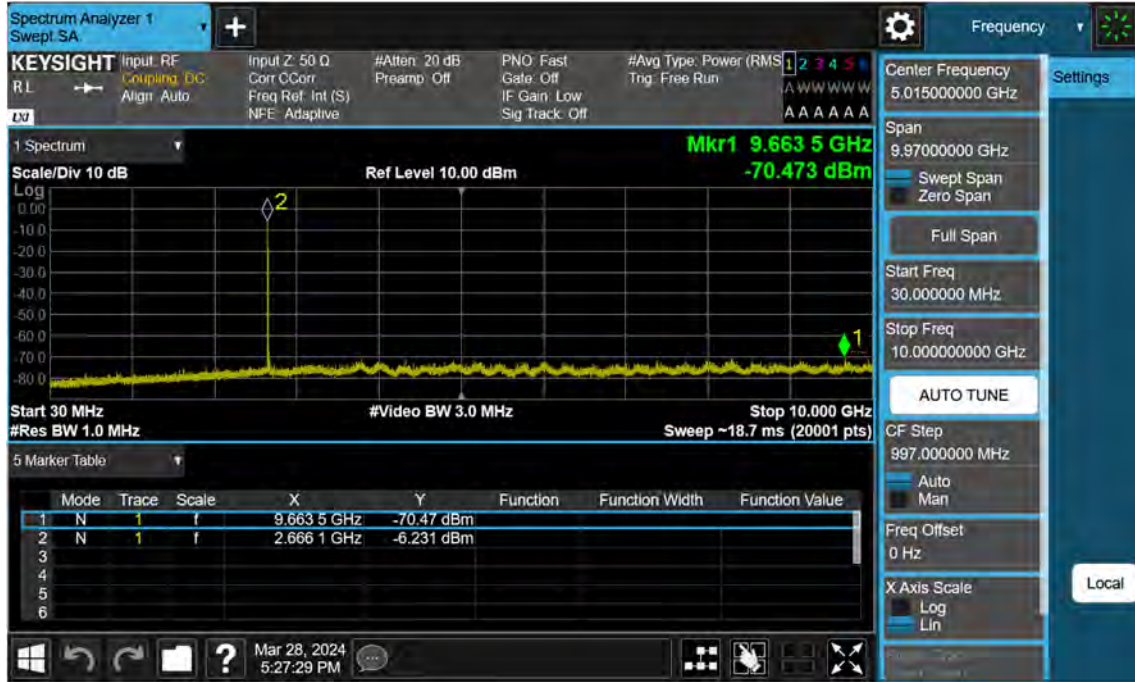 Spectrum Analyzer 1
Swept SA
Frequency
KEYSIGHT
RL
LXI
Input: RF
Coupling: DC
Align: Auto
Input Z: 50 Ω
Corr CCorr
Freq Ref: Int (S)
NFE: Adaptive
#Atten: 20 dB
Preamp: Off
PNO: Fast
Gate: Off
IF Gain: Low
Sig Track: Off
#Avg Type: Power (RMS
Trig: Free Run
1 2 3 4 5 6
A W W W W W
A A A A A A
1 Spectrum
Scale/Div 10 dB
Ref Level 10.00 dBm
Mkr1 9.663 5 GHz
-70.473 dBm
Log
0.00
-10.0
-20.0
-30.0
-40.0
-50.0
-60.0
-70.0
-80.0
2
1
Start 30 MHz
#Video BW 3.0 MHz
Stop 10.000 GHz
#Res BW 1.0 MHz
Sweep ~18.7 ms (20001 pts)
5 Marker Table
Mode Trace Scale X Y Function Function Width Function Value
1 N 1 f 9.663 5 GHz -70.47 dBm
2 N 1 f 2.666 1 GHz -6.231 dBm
3
4
5
6
?
Mar 28, 2024
5:27:29 PM
Center Frequency
5.015000000 GHz
Span
9.97000000 GHz
Swept Span
Zero Span
Full Span
Start Freq
30.000000 MHz
Stop Freq
10.000000000 GHz
AUTO TUNE
CF Step
997.000000 MHz
Auto
Man
Freq Offset
0 Hz
X Axis Scale
Log
Lin
Settings
Local